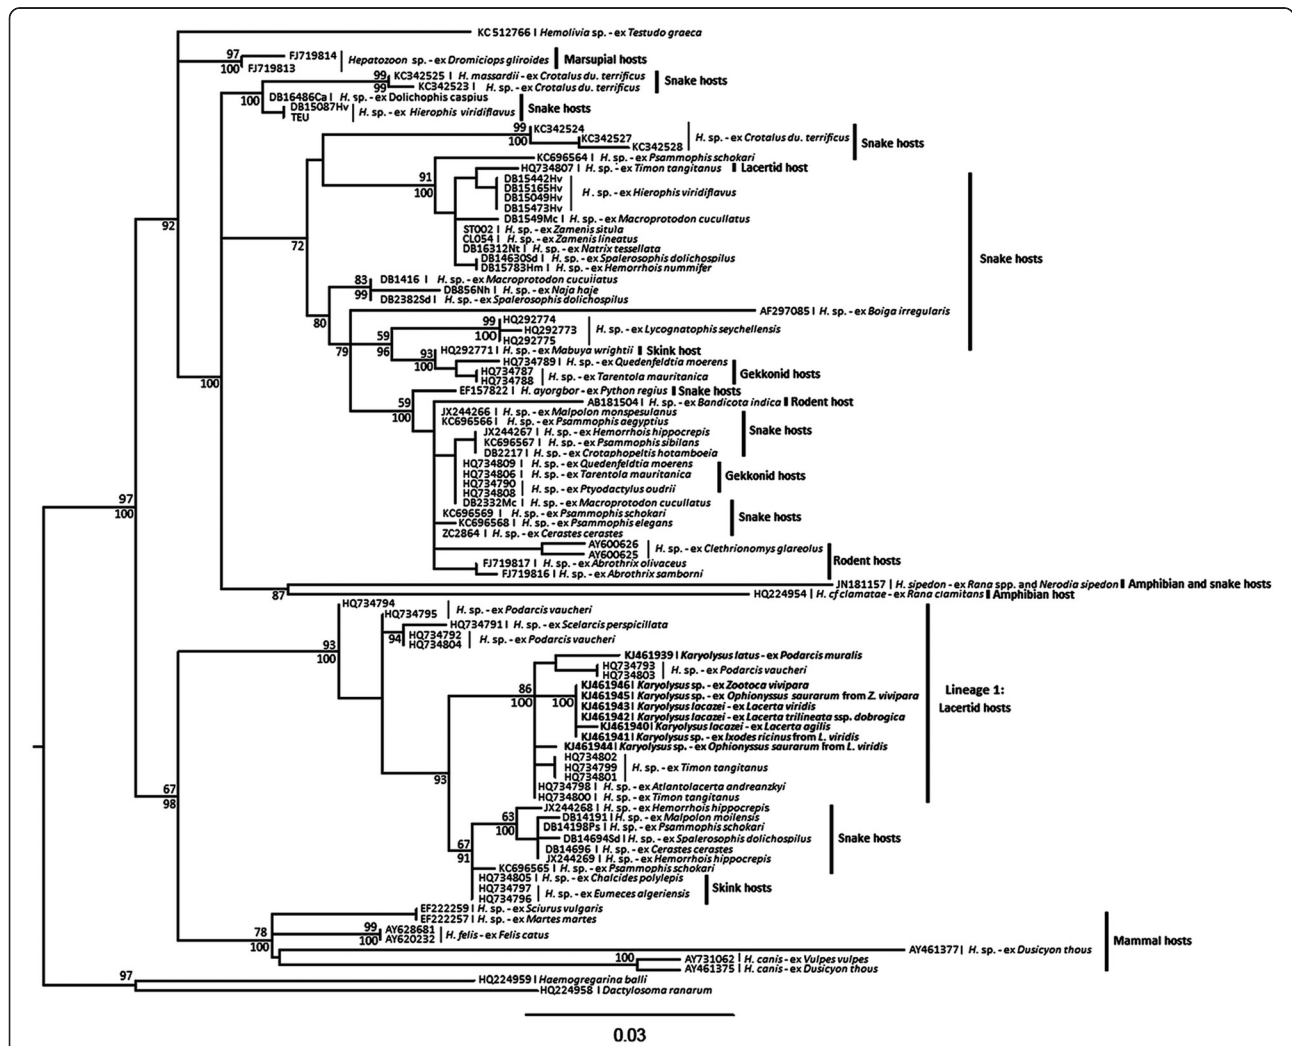 KC 512766 I Hemolivia sp. - ex Testudo graeca
97
100
FJ719814
FJ719813
Hepatozoon sp. - ex Dromiciops gliroides
Marsupial hosts
99
99
KC342525 I H. massardii - ex Crotalus du. terrificus
KC342523 I H. sp. - ex Crotalus du. terrificus
Snake hosts
100
DB16486Ca I H. sp. - ex Dolichophis caspius
DB15087Hv
TEU
H. sp. - ex Hierophis viridiflavus
Snake hosts
99
100
KC342524
KC342527
KC342528
H. sp. - ex Crotalus du. terrificus
Snake hosts
KC696564 I H. sp. - ex Psammophis schokari
HQ734807 I H. sp. - ex Timon tangitanus
Lacertid host
91
100
DB15442Hv
DB15165Hv
DB15049Hv
DB15473Hv
H . sp. - ex Hierophis viridiflavus
DB1549Mc I H. sp. - ex Macroprotodon cucullatus
ST002 I H. sp. - ex Zamenis situla
CL054 I H. sp. - ex Zamenis lineatus
DB16312Nt I H. sp. - ex Natrix tessellata
DB14630Sd I H. sp. - ex Spalerosophis dolichospilus
DB15783Hm I H. sp. - ex Hemorrhois nummifer
Snake hosts
92
72
83
99
DB1416 I H. sp. - ex Macroprotodon cucullatus
DB856Nh I H. sp. - ex Naja haje
DB2382Sd I H. sp. - ex Spalerosophis dolichospilus
80
AF297085 I H. sp. - ex Boiga irregularis
99
100
HQ292774
HQ292773
HQ292775
H. sp. - ex Lycognatophis seychellensis
79
59
96
HQ292771 I H. sp. - ex Mabuya wrightii
Skink host
93
100
HQ734789 I H. sp. - ex Quedenfeldtia moerens
HQ734787
HQ734788
H. sp. - ex Tarentola mauritanica
Gekkonid hosts
100
EF157822 I H. ayorgbor - ex Python regius
Snake hosts
59
100
AB181504 I H. sp. - ex Bandicota indica
Rodent host
JX244266 I H. sp. - ex Malpolon monspesulanus
KC696566 I H. sp. - ex Psammophis aegyptius
JX244267 I H. sp. - ex Hemorrhois hippocrepis
KC696567 I H. sp. - ex Psammophis sibilans
DB2217 I H. sp. - ex Crotaphopeltis hotamboeia
Snake hosts
HQ734809 I H. sp. - ex Quedenfeldtia moerens
HQ734806 I H. sp. - ex Tarentola mauritanica
HQ734790
HQ734808
H. sp. - ex Ptyodactylus oudrii
Gekkonid hosts
DB2332Mc I H. sp. - ex Macroprotodon cucullatus
KC696569 I H. sp. - ex Psammophis schokari
KC696568 I H. sp. - ex Psammophis elegans
ZC2864 I H. sp. - ex Cerastes cerastes
Snake hosts
97
100
AY600626
AY600625
H. sp. - ex Clethrionomys glareolus
FJ719817 I H. sp. - ex Abrothrix olivaceus
FJ719816 I H. sp. - ex Abrothrix samborni
Rodent hosts
87
JN181157 I H. sipedon - ex Rana spp. and Nerodia sipedon
Amphibian and snake hosts
HQ224954 I H. cf clamatae - ex Rana clamitans
Amphibian host
HQ734794
HQ734795
H. sp. - ex Podarcis vaucheri
93
100
HQ734791 I H. sp. - ex Scelarcis perspicillata
94
HQ734792
HQ734804
H. sp. - ex Podarcis vaucheri
KJ461939 I Karyolysus latus - ex Podarcis muralis
HQ734793
HQ734803
H. sp. - ex Podarcis vaucheri
86
100
100
KJ461946 I Karyolysus sp. - ex Zootoca vivipara
KJ461945 I Karyolysus sp. - ex Ophionyssus saurarum from Z. vivipara
KJ461943 I Karyolysus lacazei - ex Lacerta viridis
KJ461942 I Karyolysus lacazei - ex Lacerta trilineata ssp. dobrogica
KJ461940 I Karyolysus lacazei - ex Lacerta agilis
KJ461941 I Karyolysus sp. - ex Ixodes ricinus from L. viridis
KJ461944 I Karyolysus sp. - ex Ophionyssus saurarum from L. viridis
HQ734802
HQ734799
HQ734801
H. sp. - ex Timon tangitanus
HQ734798 I H. sp. - ex Atlantolacerta andreanzkyi
HQ734800 I H. sp. - ex Timon tangitanus
Lineage 1:
Lacertid hosts
93
67
98
63
100
JX244268 I H. sp. - ex Hemorrhois hippocrepis
DB14191 I H. sp. - ex Malpolon moilensis
DB14198Ps I H. sp. - ex Psammophis schokari
DB14694Sd I H. sp. - ex Spalerosophis dolichospilus
DB14696 I H. sp. - ex Cerastes cerastes
JX244269 I H. sp. - ex Hemorrhois hippocrepis
67
91
KC696565 I H. sp. - ex Psammophis schokari
Snake hosts
HQ734805 I H. sp. - ex Chalcides polylepis
HQ734797
HQ734796
H. sp. - ex Eumeces algeriensis
Skink hosts
EF222259 I H. sp. - ex Sciurus vulgaris
EF222257 I H. sp. - ex Martes martes
78
100
99
100
AY628681
AY620232
H. felis - ex Felis catus
AY461377 I H. sp. - ex Dusicyon thous
100
AY731062 I H. canis - ex Vulpes vulpes
AY461375 I H. canis - ex Dusicyon thous
Mammal hosts
97
HQ224959 I Haemogregarina balli
HQ224958 I Dactylosoma ranarum
0.03